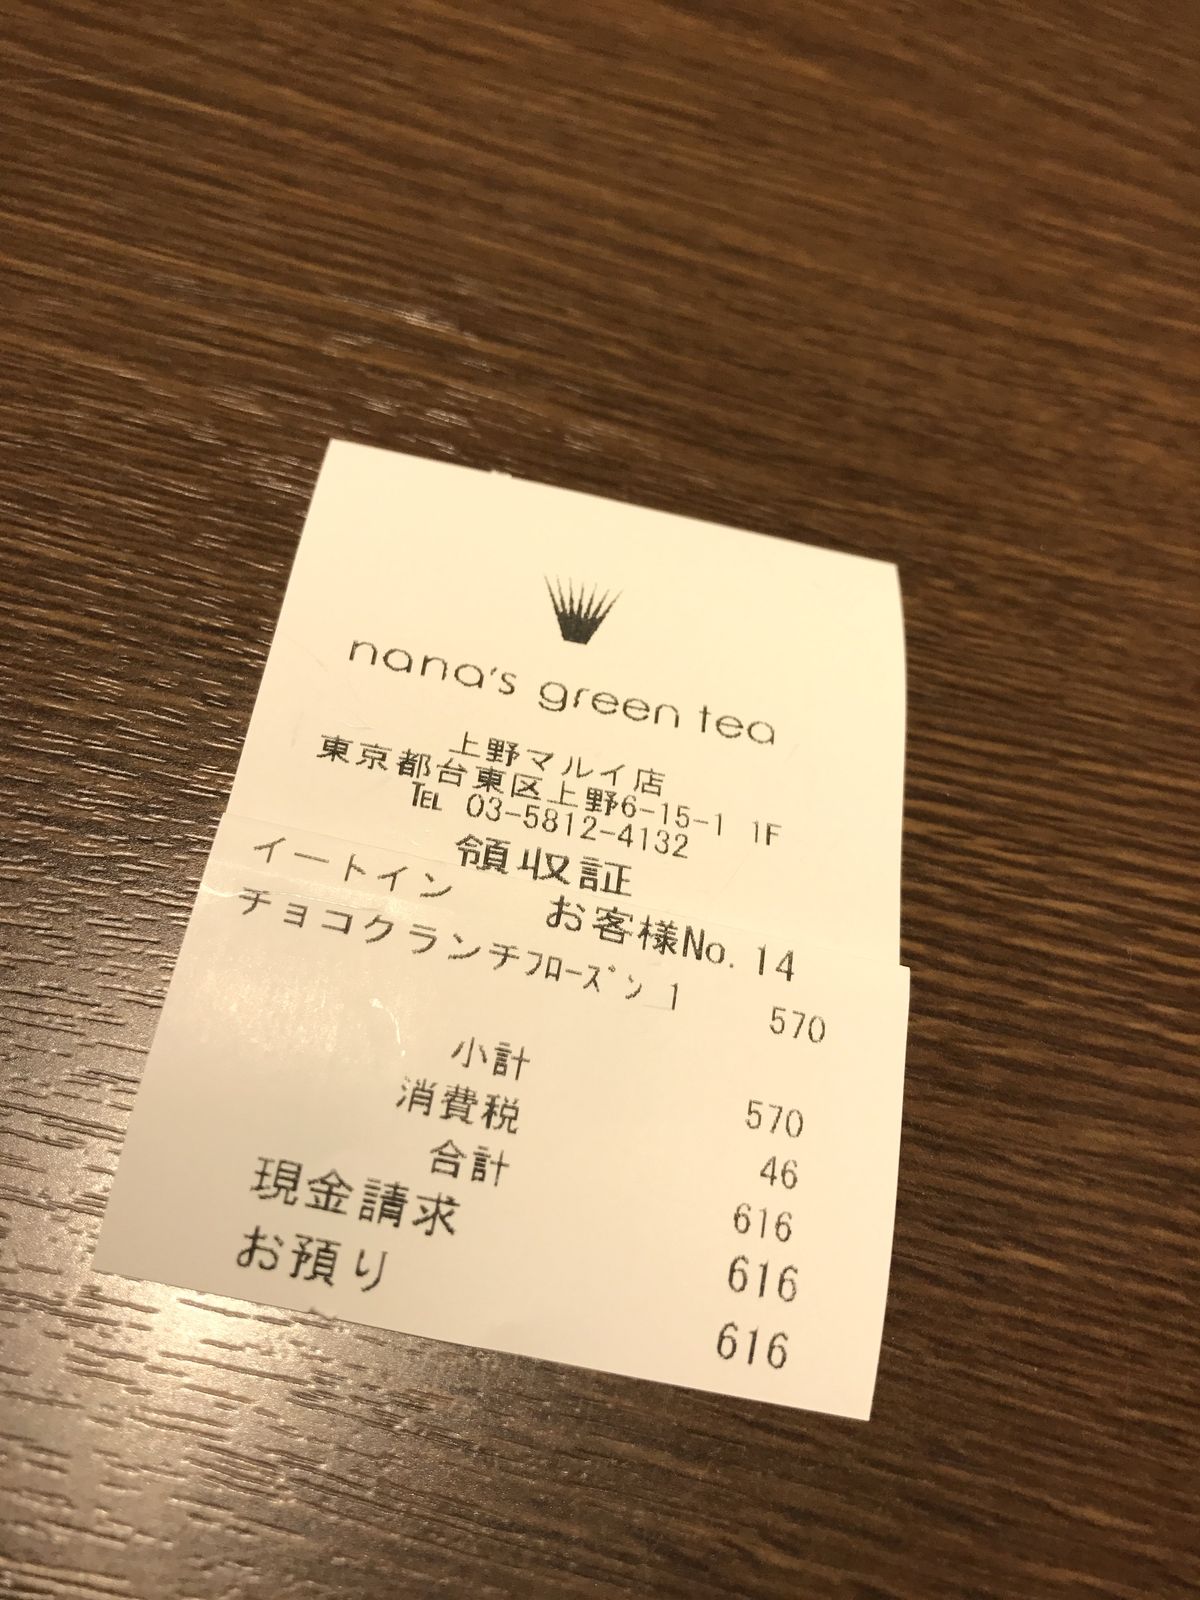 nana's green tea
上野マルイ店
東京都台東区上野6-15-1 1F
TEL 03-5812-4132
領収証
イートイン お客様No. 14
チョコクランチフローズン 1 570
小計 570
消費税 46
合計 616
現金請求 616
お預り 616